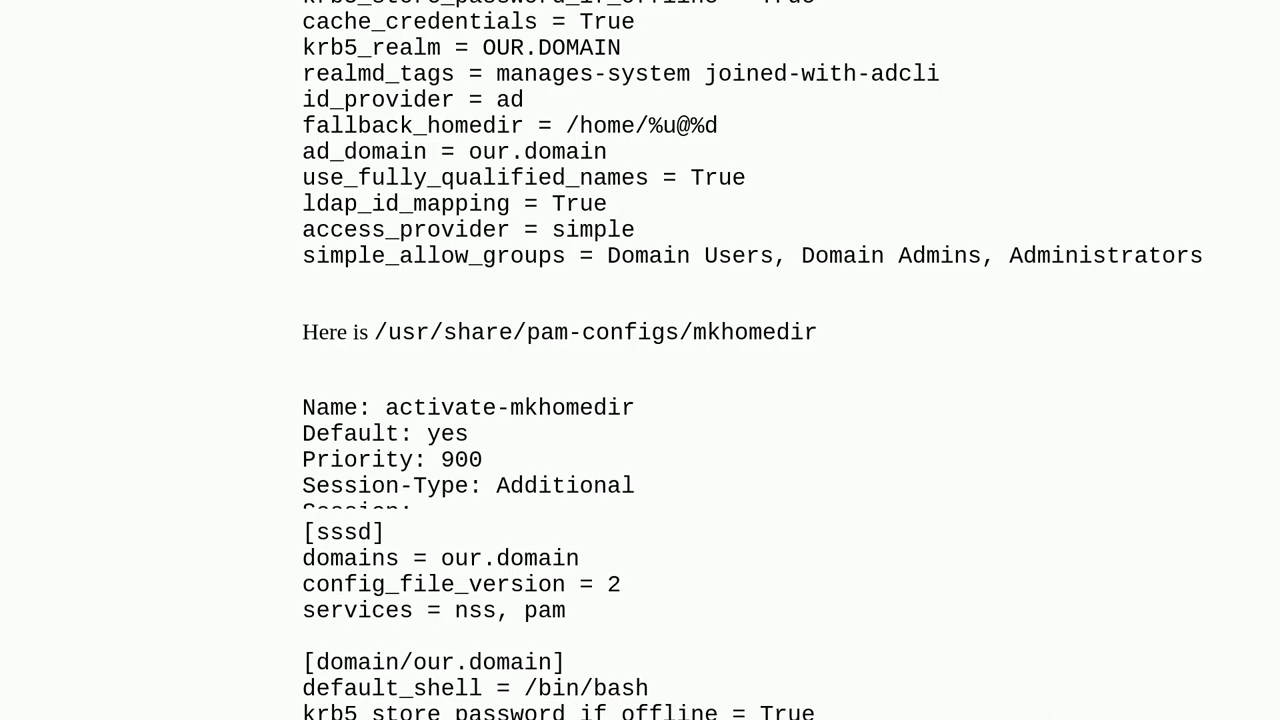 krb5_store_password_if_offline = True
cache_credentials = True
krb5_realm = OUR.DOMAIN
realmd_tags = manages-system joined-with-adcli
id_provider = ad
fallback_homedir = /home/%u@%d
ad_domain = our.domain
use_fully_qualified_names = True
ldap_id_mapping = True
access_provider = simple
simple_allow_groups = Domain Users, Domain Admins, Administrators
Here is /usr/share/pam-configs/mkhomedir
Name: activate-mkhomedir
Default: yes
Priority: 900
Session-Type: Additional
Session:
[sssd]
domains = our.domain
config_file_version = 2
services = nss, pam
[domain/our.domain]
default_shell = /bin/bash
krb5_store_password_if_offline = True